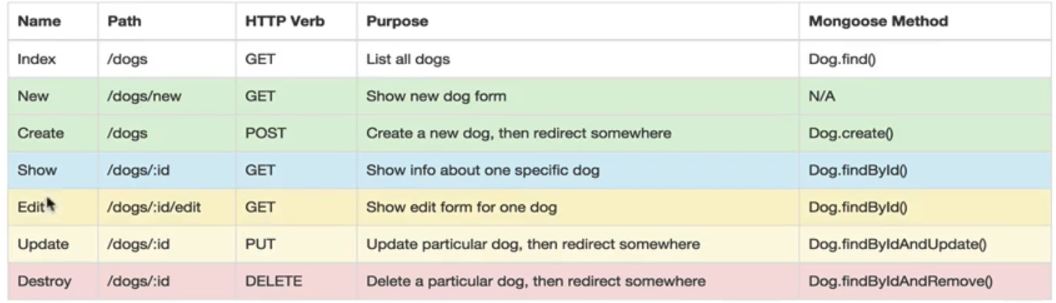 Name Path HTTP Verb Purpose Mongoose Method
Index /dogs GET List all dogs Dog.find()
New /dogs/new GET Show new dog form N/A
Create /dogs POST Create a new dog, then redirect somewhere Dog.create()
Show /dogs/:id GET Show info about one specific dog Dog.findById()
Edit /dogs/:id/edit GET Show edit form for one dog Dog.findById()
Update /dogs/:id PUT Update particular dog, then redirect somewhere Dog.findByIdAndUpdate()
Destroy /dogs/:id DELETE Delete a particular dog, then redirect somewhere Dog.findByIdAndRemove()